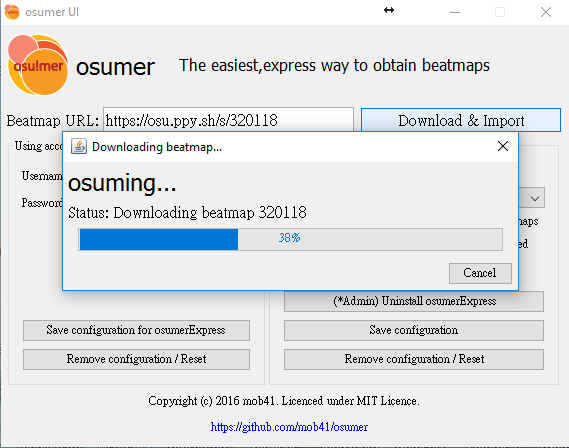 osumer UI
osu!mer
osumer
The easiest,express way to obtain beatmaps
Beatmap URL: https://osu.ppy.sh/s/320118
Download & Import
Using acco
Downloading beatmap...
osuming...
Status: Downloading beatmap 320118
38%
Cancel
Usernam
Password
maps
ed
(*Admin) Uninstall osumerExpress
Save configuration for osumerExpress
Save configuration
Remove configuration / Reset
Remove configuration / Reset
Copyright (c) 2016 mob41. Licenced under MIT Licence.
https://github.com/mob41/osumer